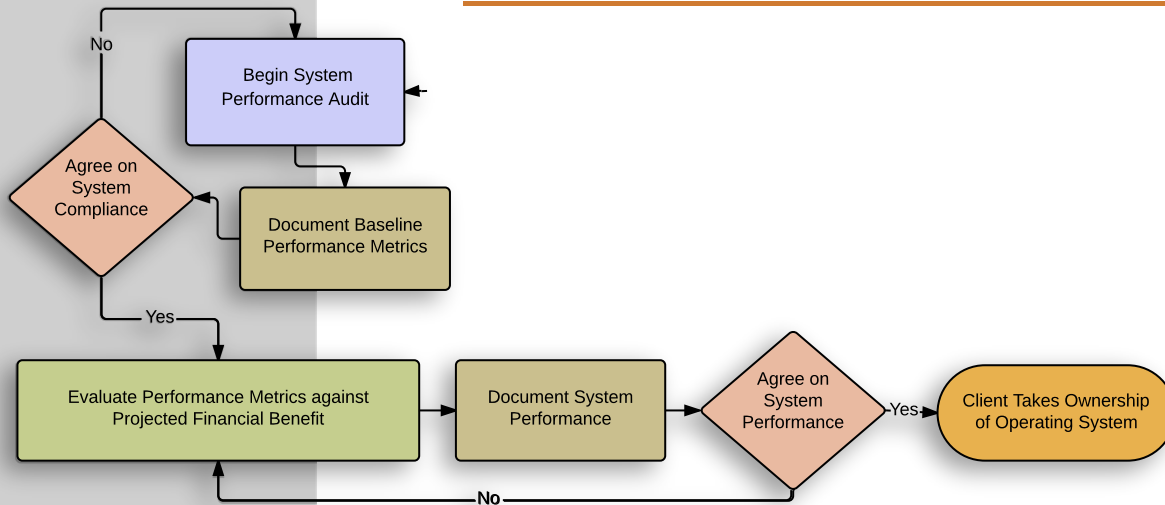 No
Begin System
Performance Audit
Agree on
System
Compliance
Document Baseline
Performance Metrics
Yes
Evaluate Performance Metrics against
Projected Financial Benefit
Document System
Performance
Agree on
System
Performance
Yes
Client Takes Ownership
of Operating System
No